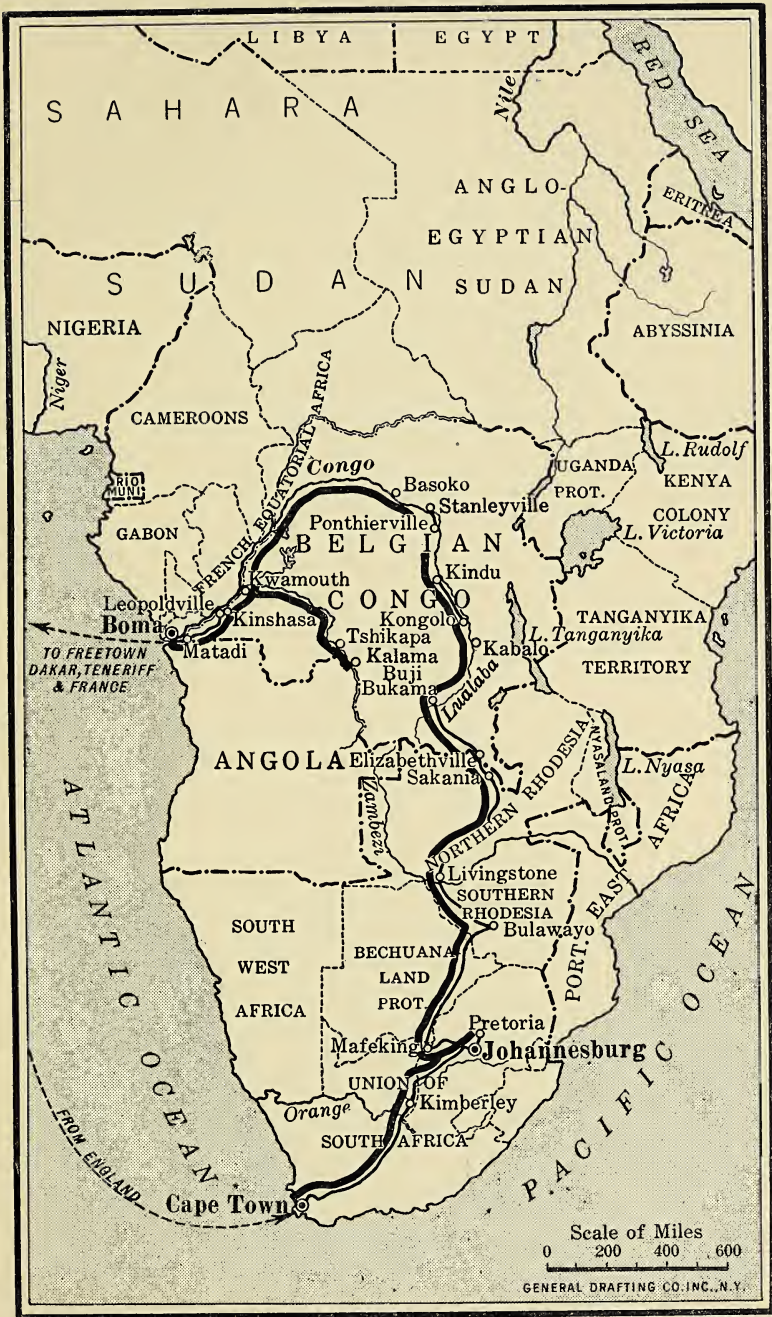 LIBYA
EGYPT
RED SEA
Nile
SAHARA
ANGLO-
EGYPTIAN
SUDAN
ERITREA
SUDAN
NIGERIA
ABYSSINIA
Niger
CAMEROONS
FRENCH EQUATORIAL AFRICA
L. Rudolf
Congo
UGANDA
PROT.
KENYA
COLONY
RIO
MUNI
Basoko
Stanleyville
Ponthierville
GABON
L. Victoria
BELGIAN
CONGO
Kwamouth
Kindu
Leopoldville
Kinshasa
Boma
Matadi
Kongolo
TANGANYIKA
TERRITORY
L. Tanganyika
Tshikapa
Kabalo
TO FREETOWN
DAKAR, TENERIFF
& FRANCE
Kalama
Buji
Bukama
Lualaba
ANGOLA
Elizabethville
Sakania
NORTHERN RHODESIA
NYASALAND PROT.
L. Nyasa
Zambezi
ATLANTIC OCEAN
PORT. EAST AFRICA
Livingstone
SOUTHERN
RHODESIA
Bulawayo
SOUTH
WEST
AFRICA
BECHUANA
LAND
PROT.
PACIFIC OCEAN
Pretoria
Mafeking
Johannesburg
UNION OF
SOUTH AFRICA
Orange
Kimberley
FROM ENGLAND
Cape Town
Scale of Miles
0 200 400 600
GENERAL DRAFTING CO. INC., N.Y.